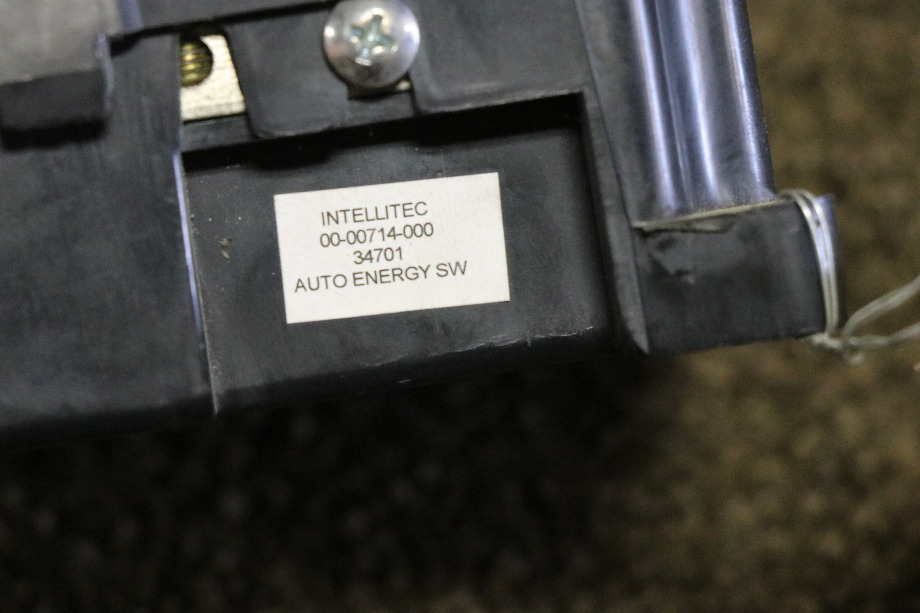 INTELLITEC
00-00714-000
34701
AUTO ENERGY SW